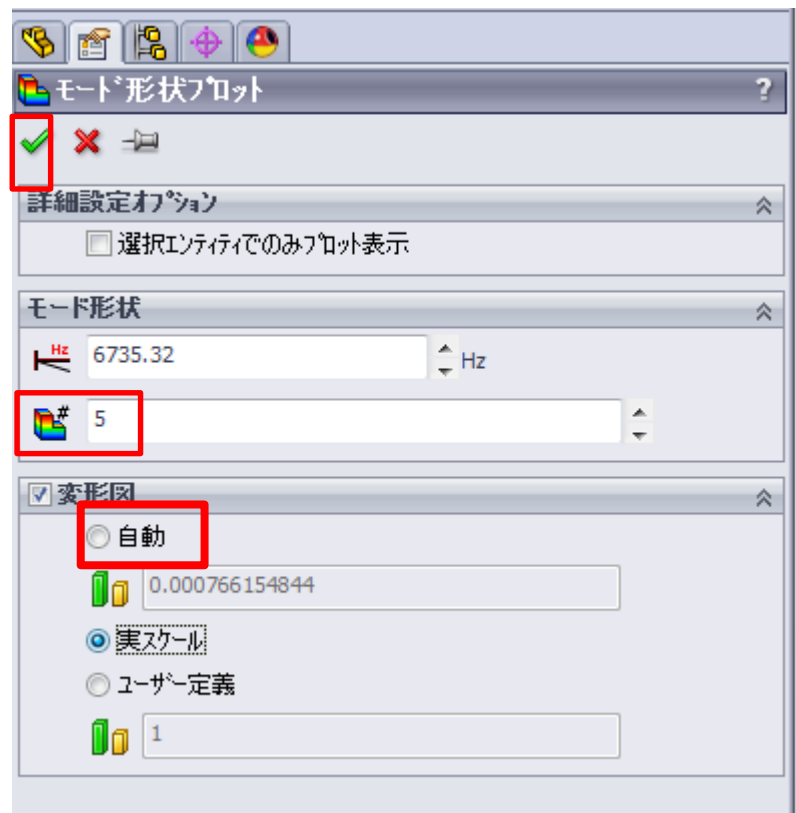 モード形状プロット ?
詳細設定オプション
選択エンティティでのみプロット表示
モード形状
Hz 6735.32 Hz
# 5
変形図
自動
0.000766154844
実スケール
ユーザー定義
1